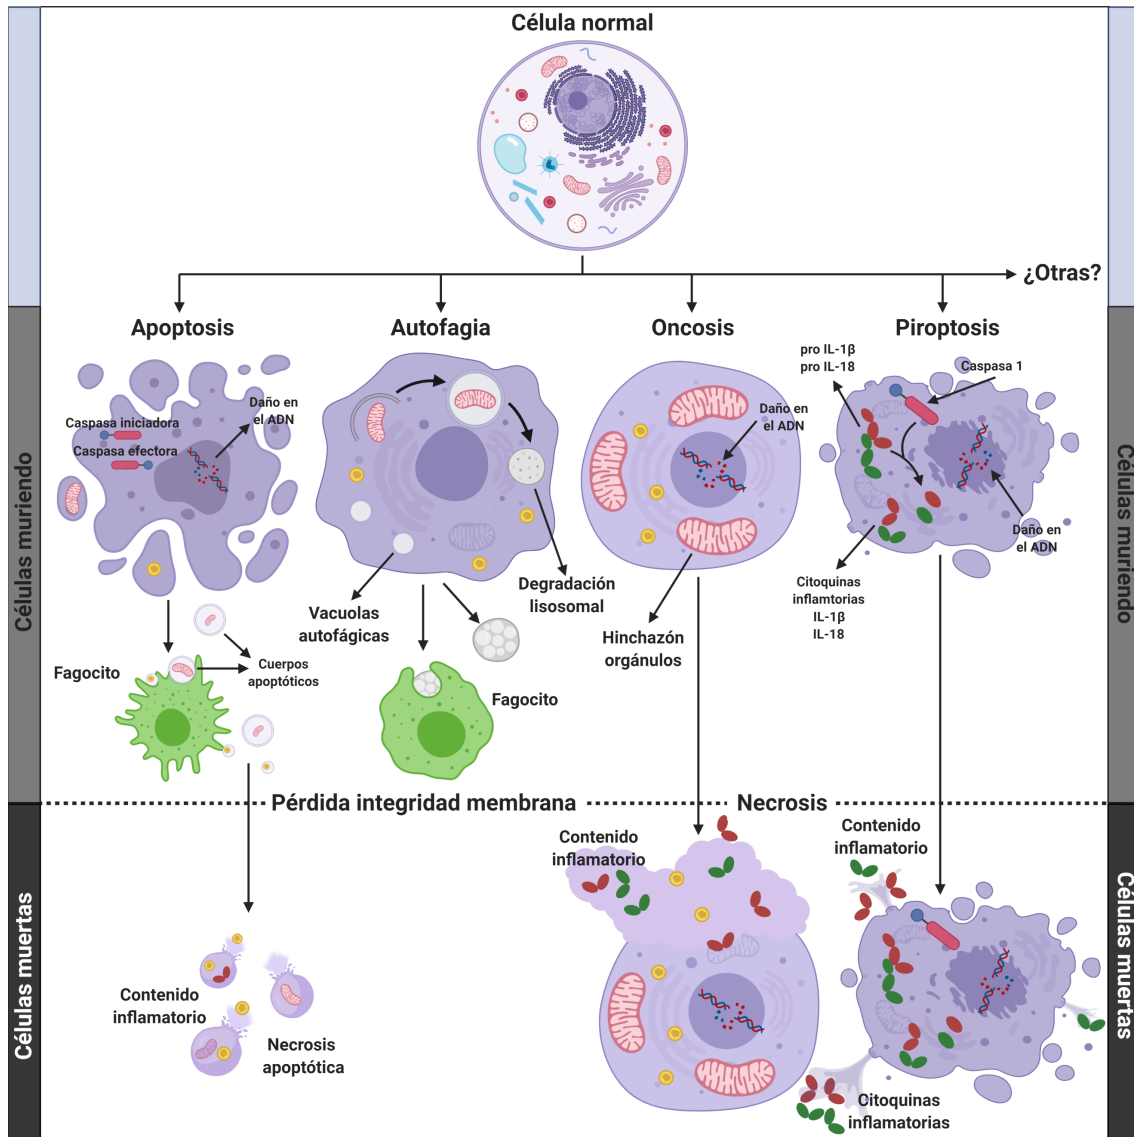 Célula normal
¿Otras?
Apoptosis
Autofagia
Oncosis
Piroptosis
Células muriendo
Células muriendo
Caspasa iniciadora
Caspasa efectora
Daño en
el ADN
Fagocito
Cuerpos
apoptóticos
Vacuolas
autofágicas
Degradación
lisosomal
Fagocito
Daño en
el ADN
Hinchazón
orgánulos
pro IL-1β
pro IL-18
Caspasa 1
Daño en
el ADN
Citoquinas
inflamtorias
IL-1β
IL-18
Pérdida integridad membrana
Necrosis
Células muertas
Células muertas
Contenido
inflamatorio
Necrosis
apoptótica
Contenido
inflamatorio
Contenido
inflamatorio
Citoquinas
inflamatorias